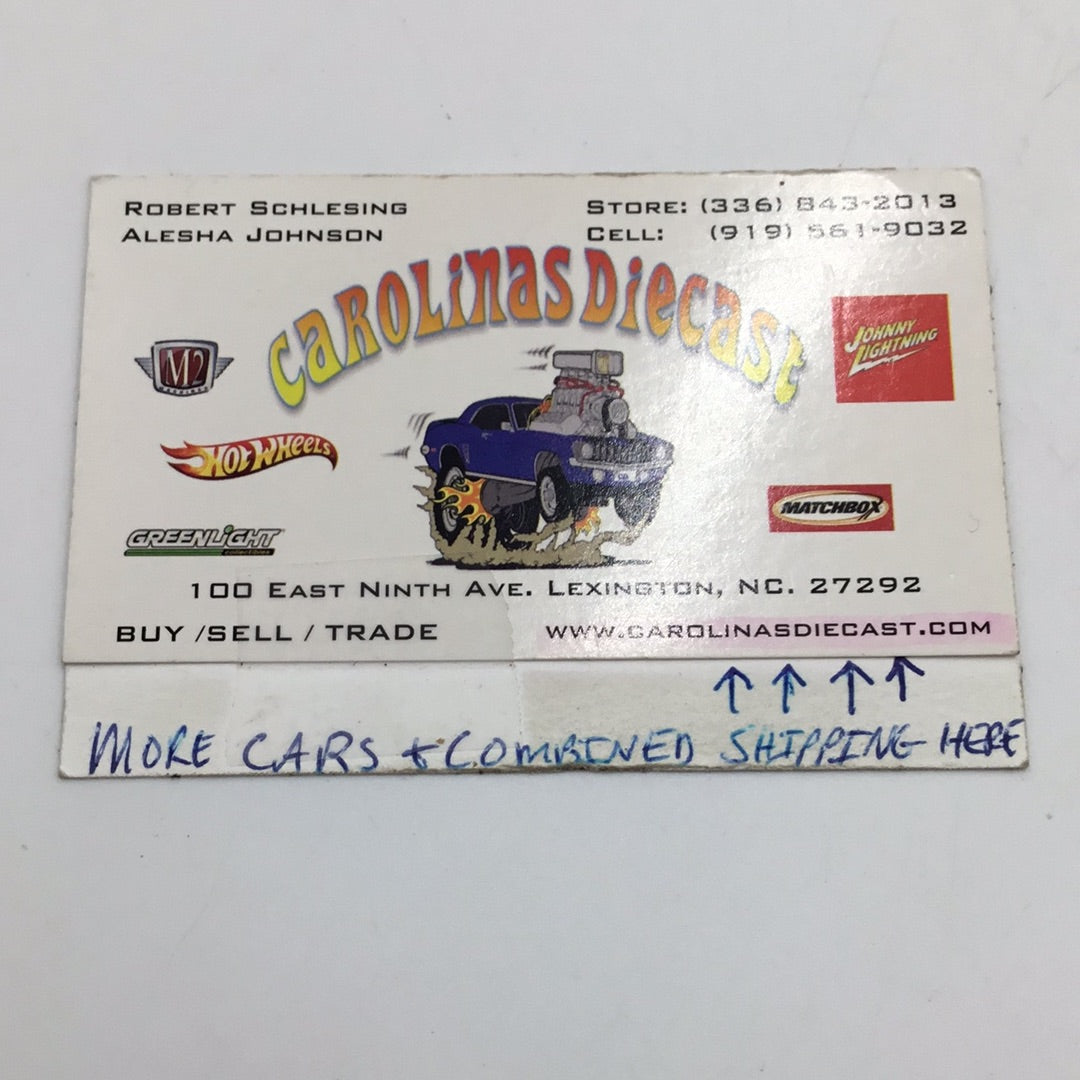 ROBERT SCHLESING
ALESHA JOHNSON
STORE: (336) 843-2013
CELL: (919) 561-9032
CAROLINAS DIECAST
M2
MACHINES
JOHNNY
LIGHTNING
HOT WHEELS
MATCHBOX
GREENLIGHT
collectibles
100 EAST NINTH AVE. LEXINGTON, NC. 27292
BUY /SELL / TRADE
WWW.CAROLINASDIECAST.COM
↑ ↑ ↑ ↑
MORE CARS + COMBINED SHIPPING HERE